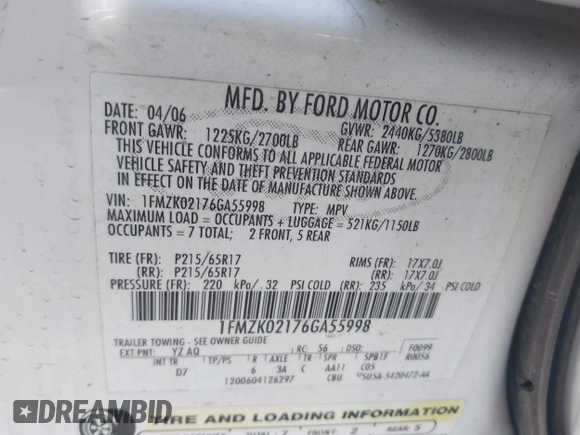 MFD. BY FORD MOTOR CO.
DATE: 04/06 GVWR: 2440KG/5380LB
FRONT GAWR: 1225KG/2700LB REAR GAWR: 1270KG/2800LB
THIS VEHICLE CONFORMS TO ALL APPLICABLE FEDERAL MOTOR
VEHICLE SAFETY AND THEFT PREVENTION STANDARDS
IN EFFECT ON THE DATE OF MANUFACTURE SHOWN ABOVE.
VIN: 1FMZK02176GA55998 TYPE: MPV
MAXIMUM LOAD = OCCUPANTS + LUGGAGE = 521KG/1150LB
OCCUPANTS = 7 TOTAL; 2 FRONT, 5 REAR
TIRE (FR): P215/65R17 RIMS (FR): 17X7.0J
(RR): P215/65R17 (RR): 17X7.0J
PRESSURE (FR): 220 kPa/ 32 PSI COLD (RR): 235 kPa/ 34 PSI COLD
1FMZK02176GA55998
TRAILER TOWING - SEE OWNER GUIDE F0099
EXT PNT: YZ AQ RC: 56 DSO: R0056
INT TR TP/PS R AXLE TR SPR
D7 6 3A C AA11 C05
1200604126297 CBU
TIRE AND LOADING INFORMATION
TOTAL: 7 FRONT: 2 REAR: 5
DREAMBID